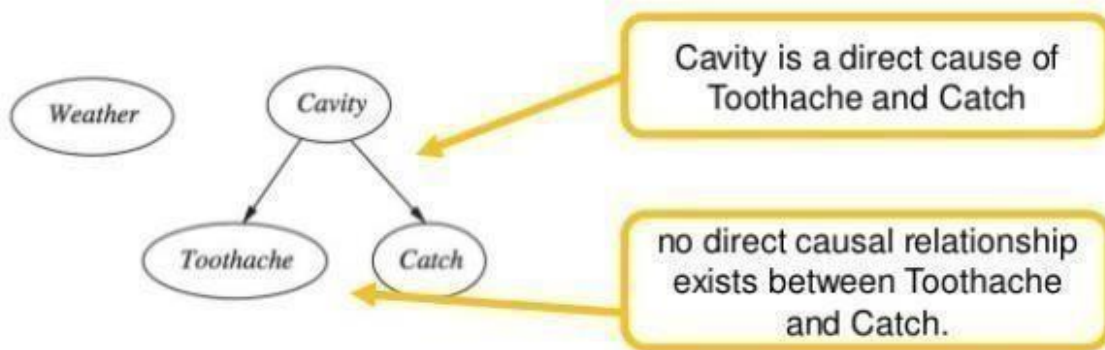 Weather
Cavity
Toothache
Catch
Cavity is a direct cause of
Toothache and Catch
no direct causal relationship
exists between Toothache
and Catch.